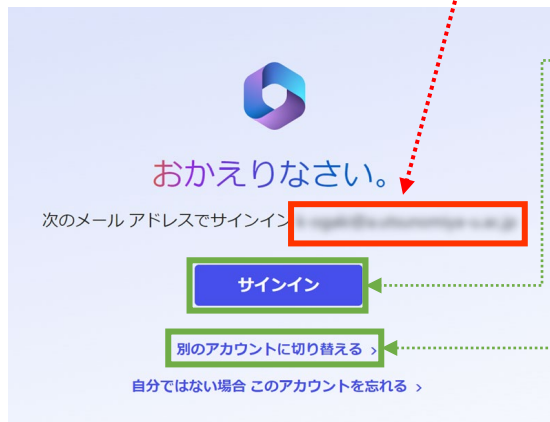 おかえりなさい。
次のメール アドレスでサインイン
サインイン
別のアカウントに切り替える >
自分ではない場合 このアカウントを忘れる >